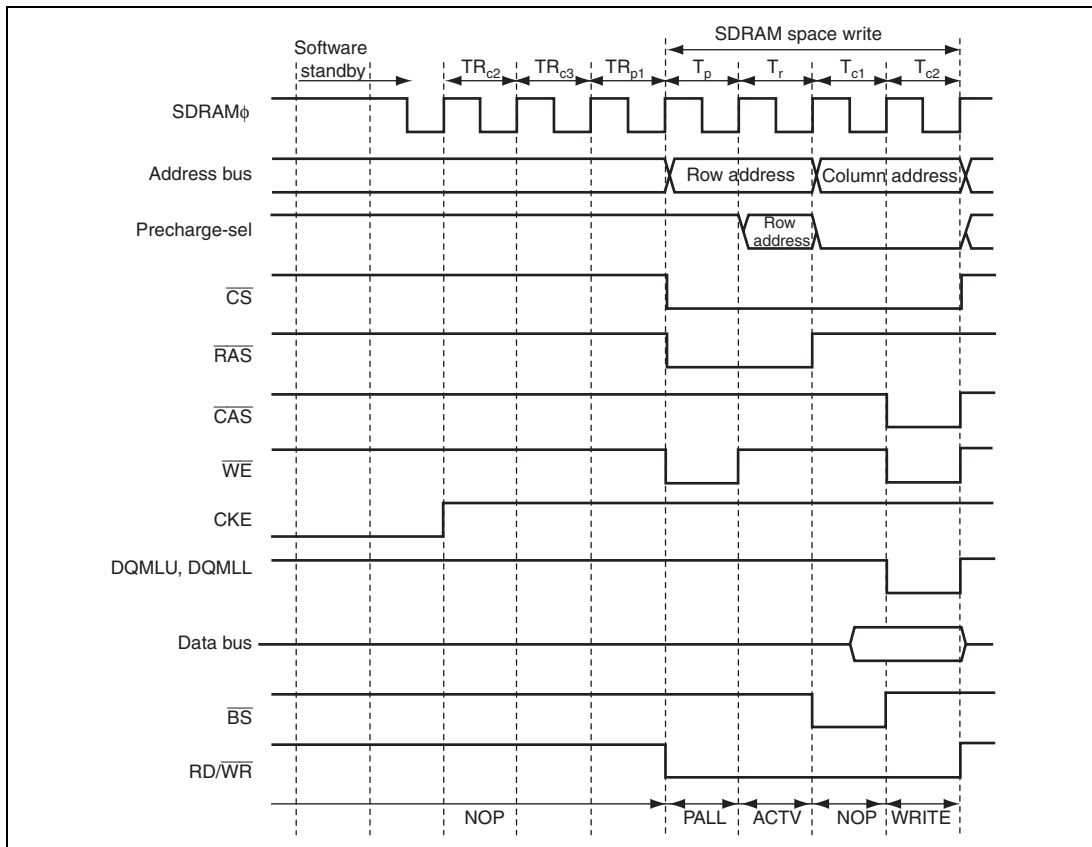 SDRAM space write
Software
standby
TRc2 TRc3 TRp1 Tp Tr Tc1 Tc2
SDRAMϕ
Address bus Row address Column address
Precharge-sel Row
address
CS
RAS
CAS
WE
CKE
DQMLU, DQMLL
Data bus
BS
RD/WR
NOP PALL ACTV NOP WRITE